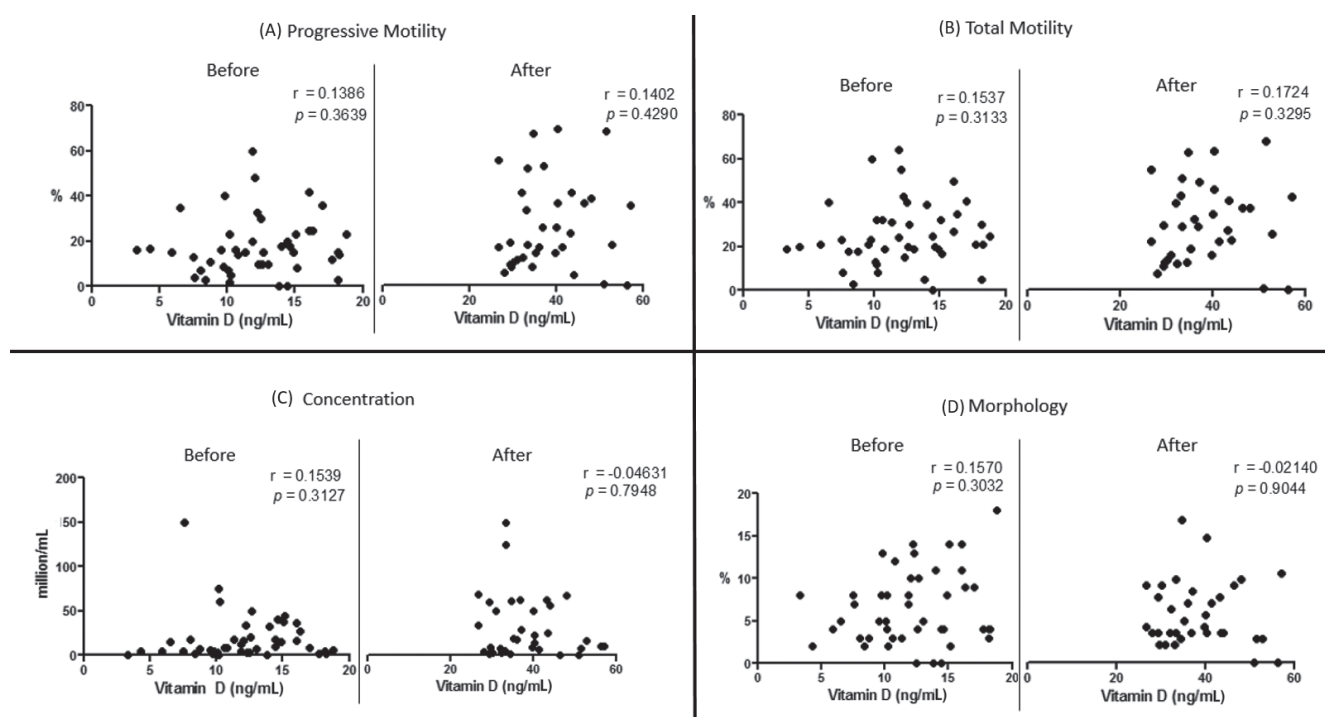 (A) Progressive Motility
Before
r = 0.1386
p = 0.3639
80
60
40
20
0
%
0 5 10 15 20
Vitamin D (ng/mL)
After
r = 0.1402
p = 0.4290
0 20 40 60
Vitamin D (ng/mL)
(B) Total Motility
Before
r = 0.1537
p = 0.3133
80
60
40
20
0
%
0 5 10 15 20
Vitamin D (ng/mL)
After
r = 0.1724
p = 0.3295
0 20 40 60
Vitamin D (ng/mL)
(C) Concentration
Before
r = 0.1539
p = 0.3127
200
150
100
50
0
million/mL
0 5 10 15 20
Vitamin D (ng/mL)
After
r = -0.04631
p = 0.7948
0 20 40 60
Vitamin D (ng/mL)
(D) Morphology
Before
r = 0.1570
p = 0.3032
20
15
10
5
0
%
0 5 10 15 20
Vitamin D (ng/mL)
After
r = -0.02140
p = 0.9044
0 20 40 60
Vitamin D (ng/mL)